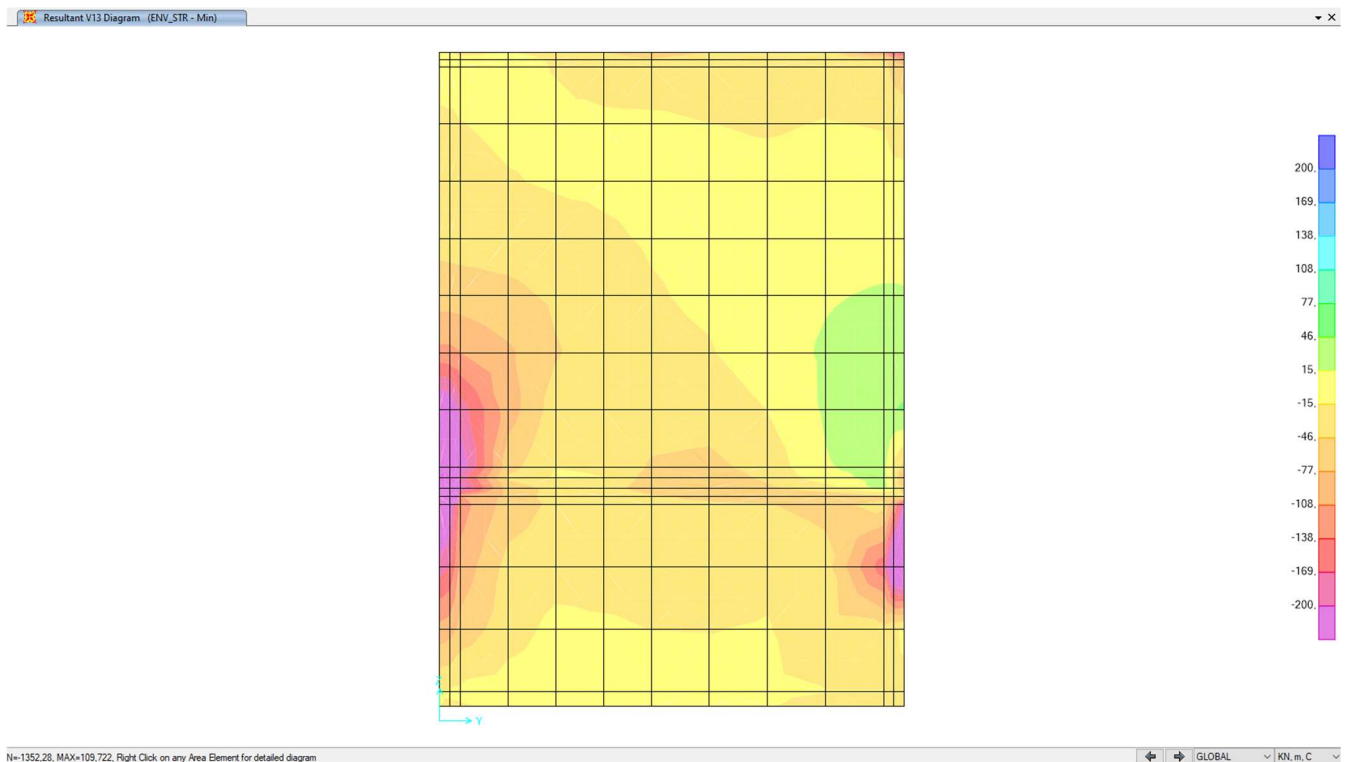 Resultant V13 Diagram (ENV_STR - Min)
200,
169,
138,
108,
77,
46,
15,
-15,
-46,
-77,
-108,
-138,
-169,
-200,
Z
Y
N=-1352,28, MAX=109,722, Right Click on any Area Element for detailed diagram
GLOBAL
KN, m, C